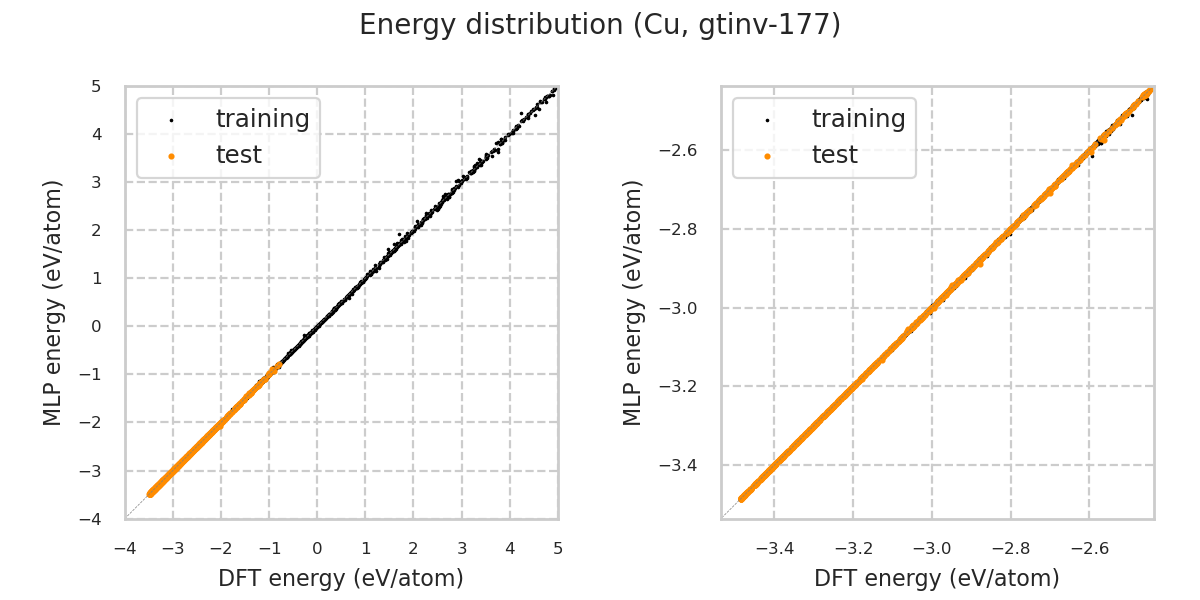 Energy distribution (Cu, gtinv-177)
training
test
5
4
3
2
1
0
−1
−2
−3
−4
−4 −3 −2 −1 0 1 2 3 4 5
MLP energy (eV/atom)
DFT energy (eV/atom)
training
test
−2.6
−2.8
−3.0
−3.2
−3.4
−3.4 −3.2 −3.0 −2.8 −2.6
MLP energy (eV/atom)
DFT energy (eV/atom)